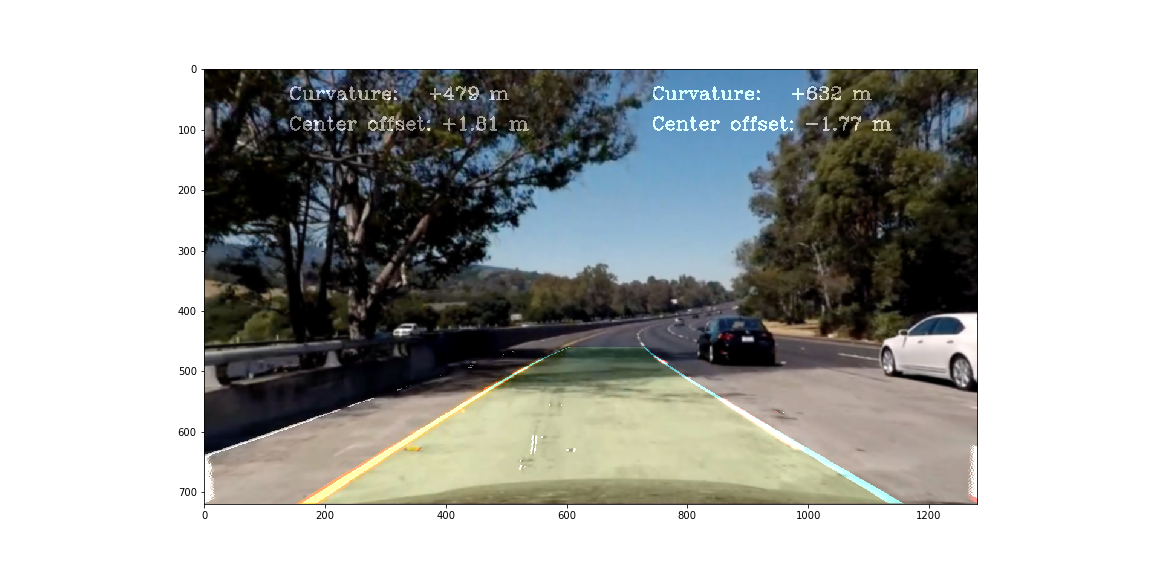 Curvature: +479 m
Center offset: +1.81 m
Curvature: +632 m
Center offset: -1.77 m
0
100
200
300
400
500
600
700
0 200 400 600 800 1000 1200